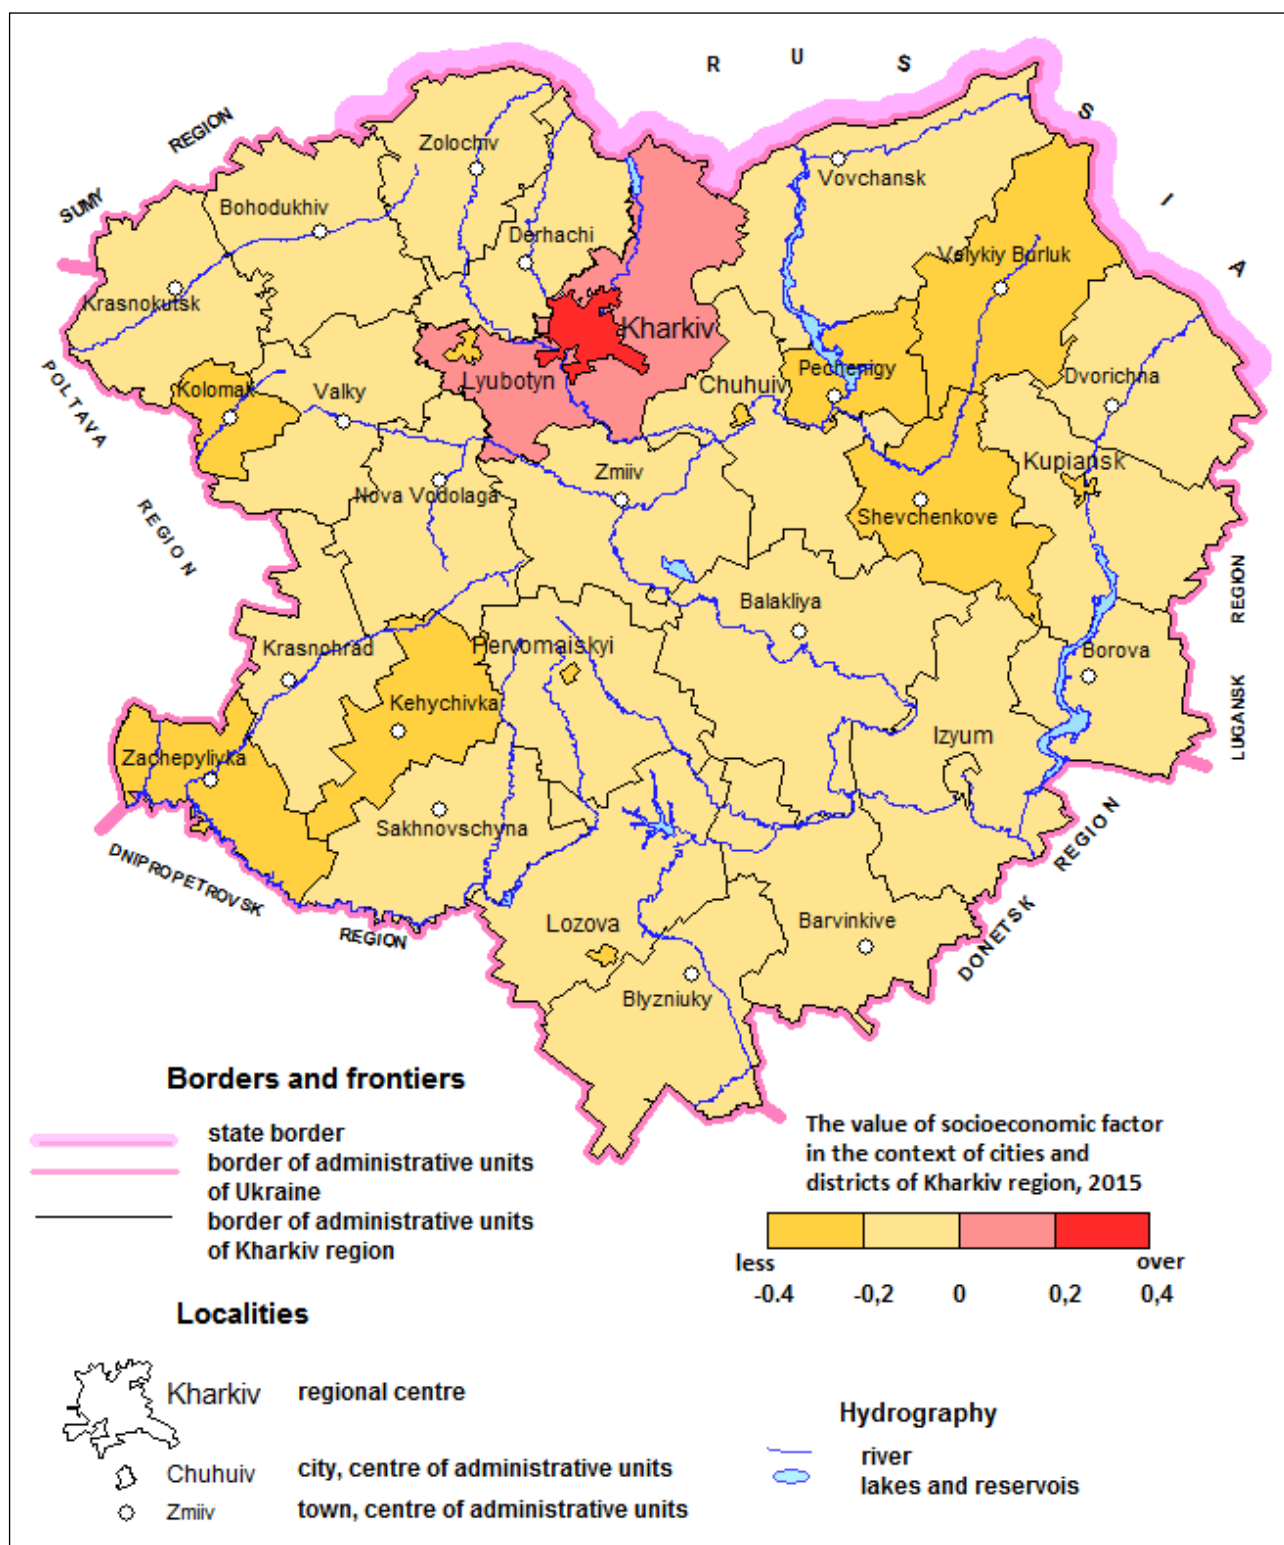 R U S S I A
SUMY REGION
Zolochiv
Vovchansk
Bohodukhiv
Derhachi
Velykiy Burluk
Krasnokutsk
Kharkiv
POLTAVA REGION
Kolomak
Valky
Lyubotyn
Chuhuiv
Pechenigy
Dvorichna
Zmiiv
Kupiansk
Nova Vodolaga
Shevchenkove
Balakliya
LUGANSK REGION
Krasnohrad
Pervomaiskyi
Borova
Kehychivka
Izyum
Zachepylivka
Sakhnovschyna
DNIPROPETROVSK REGION
DONETSK REGION
Lozova
Barvinkive
Blyzniuky
Borders and frontiers
state border
border of administrative units
of Ukraine
border of administrative units
of Kharkiv region
The value of socioeconomic factor
in the context of cities and
districts of Kharkiv region, 2015
less over
-0.4 -0,2 0 0,2 0,4
Localities
Kharkiv regional centre
Chuhuiv city, centre of administrative units
Zmiiv town, centre of administrative units
Hydrography
river
lakes and reservois